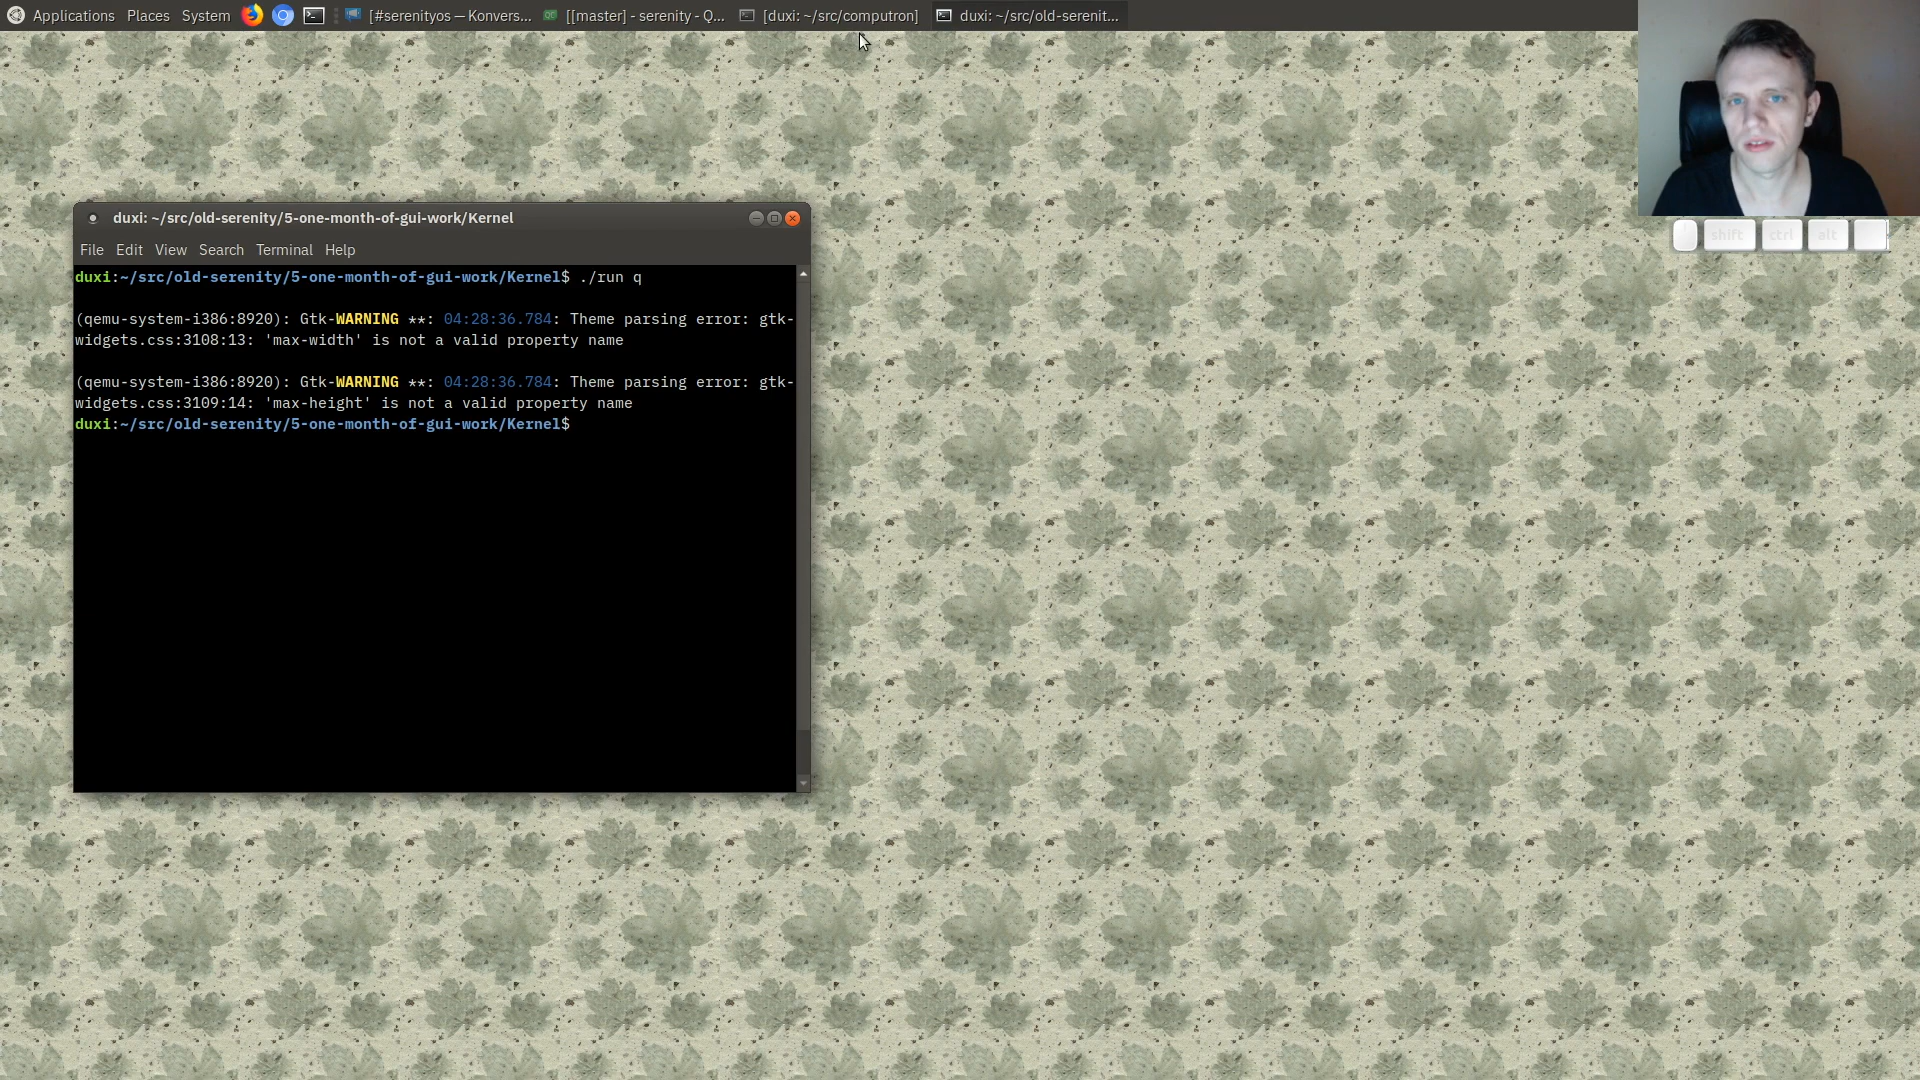 Applications Places System [#serenityos — Konvers... [[master] - serenity - Q... [duxi: ~/src/computron] duxi: ~/src/old-serenit...
shift ctrl alt
duxi: ~/src/old-serenity/5-one-month-of-gui-work/Kernel
File Edit View Search Terminal Help
duxi:~/src/old-serenity/5-one-month-of-gui-work/Kernel$ ./run q
(qemu-system-i386:8920): Gtk-WARNING **: 04:28:36.784: Theme parsing error: gtk-
widgets.css:3108:13: 'max-width' is not a valid property name
(qemu-system-i386:8920): Gtk-WARNING **: 04:28:36.784: Theme parsing error: gtk-
widgets.css:3109:14: 'max-height' is not a valid property name
duxi:~/src/old-serenity/5-one-month-of-gui-work/Kernel$